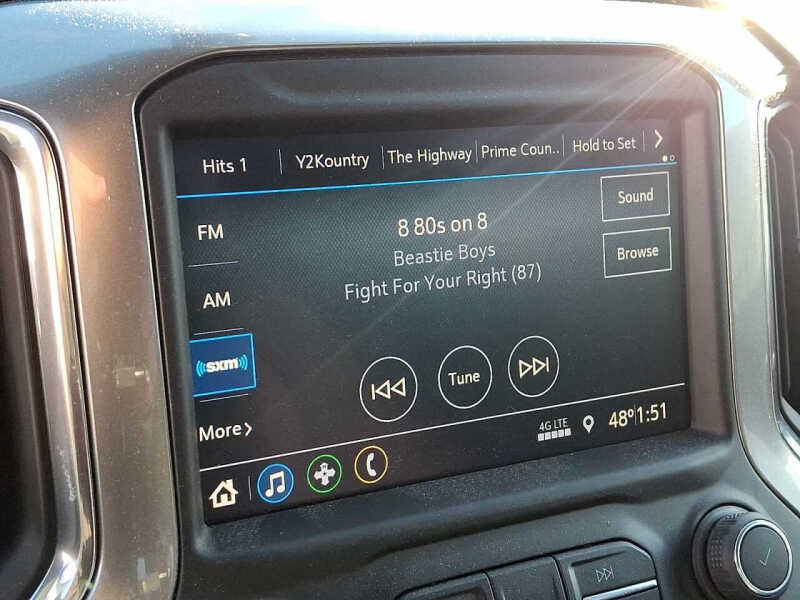 Hits 1
Y2Kountry
The Highway
Prime Coun..
Hold to Set
FM
8 80s on 8
Sound
Beastie Boys
Browse
Fight For Your Right (87)
AM
sxm
Tune
More
4G LTE
48° 1:51